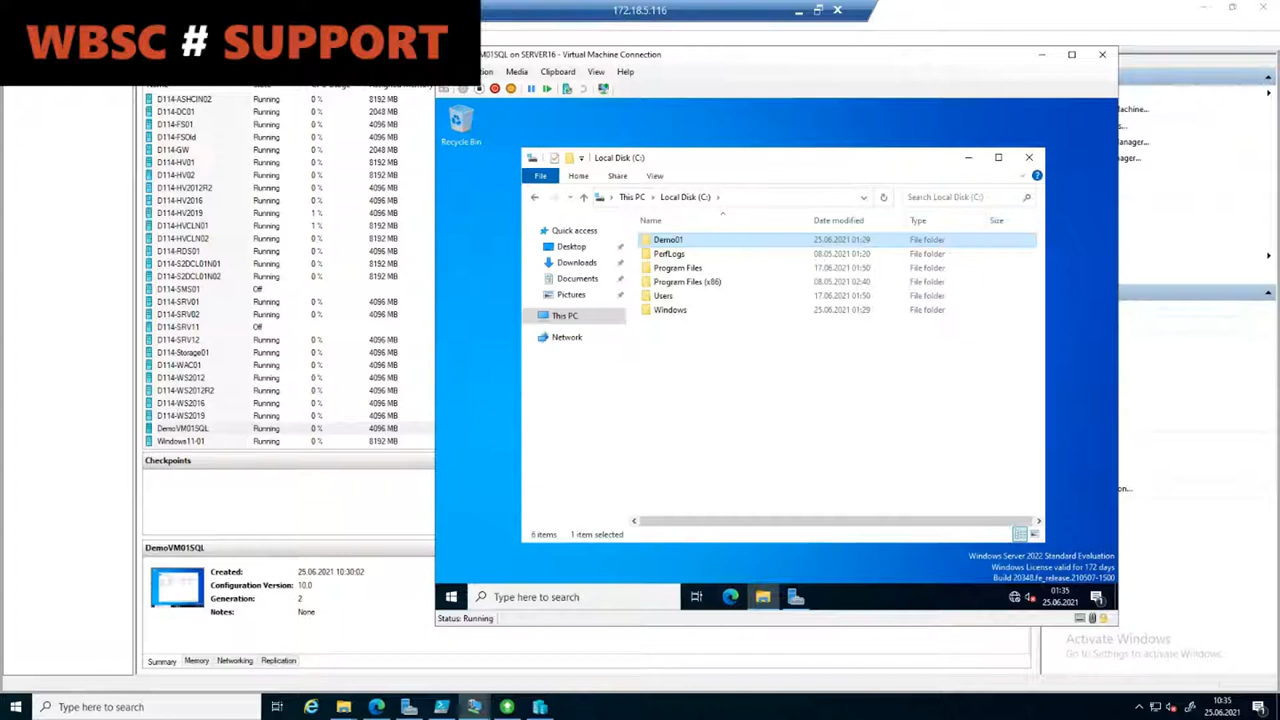 WBSC # SUPPORT
172.18.5.116
M01SQL on SERVER16 - Virtual Machine Connection
Media Clipboard View Help
D114-ASHCIN02 Running 0 % 8192 MB
D114-DC01 Running 0 % 2048 MB
D114-FS01 Running 0 % 4096 MB
D114-FSOld Running 0 % 4096 MB
D114-GW Running 0 % 2048 MB
D114-HV01 Running 0 % 8192 MB
D114-HV02 Running 0 % 8192 MB
D114-HV2012R2 Running 0 % 4096 MB
D114-HV2016 Running 0 % 4096 MB
D114-HV2019 Running 1 % 4096 MB
D114-HVCLN01 Running 1 % 8192 MB
D114-HVCLN02 Running 0 % 8192 MB
D114-RDS01 Running 0 % 4096 MB
D114-S2DCL01N01 Running 0 % 8192 MB
D114-S2DCL01N02 Running 0 % 8192 MB
D114-SMS01 Off
D114-SRV01 Running 0 % 4096 MB
D114-SRV02 Running 0 % 4096 MB
D114-SRV11 Off
D114-SRV12 Running 0 % 4096 MB
D114-Storage01 Running 0 % 4096 MB
D114-WAC01 Running 0 % 4096 MB
D114-WS2012 Running 0 % 4096 MB
D114-WS2012R2 Running 0 % 4096 MB
D114-WS2016 Running 0 % 4096 MB
D114-WS2019 Running 0 % 4096 MB
DemoVM01SQL Running 0 % 4096 MB
Windows11-01 Running 0 % 8192 MB
Checkpoints
DemoVM01SQL
Created: 25.06.2021 10:30:02
Configuration Version: 10.0
Generation: 2
Notes: None
Summary Memory Networking Replication
Recycle Bin
Local Disk (C:)
File Home Share View
This PC Local Disk (C:) Search Local Disk (C:)
Quick access
Desktop
Downloads
Documents
Pictures
This PC
Network
Name Date modified Type Size
Demo01 25.06.2021 01:29 File folder
PerfLogs 08.05.2021 01:20 File folder
Program Files 17.06.2021 01:50 File folder
Program Files (x86) 08.05.2021 02:40 File folder
Users 17.06.2021 01:50 File folder
Windows 25.06.2021 01:29 File folder
6 items 1 item selected
Windows Server 2022 Standard Evaluation
Windows License valid for 172 days
Build 20348.fe_release.210507-1500
Type here to search
01:35
25.06.2021
Status: Running
achine...
anager...
Activate Windows
Go to Settings to activate Windows.
Type here to search
10:35
25.06.2021